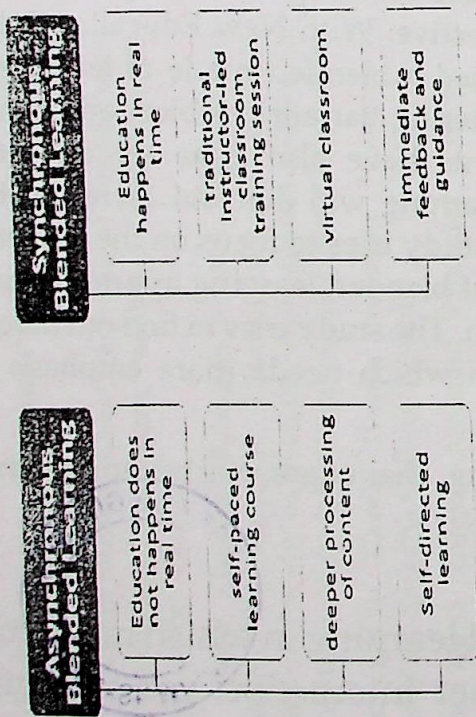 Asynchronous
Blended Learning
Education does
not happens in
real time
self-paced
learning course
deeper processing
of content
Self-directed
learning
Synchronous
Blended Learning
Education
happens in real
time
traditional
Instructor-led
classroom
training session
virtual classroom
immediate
feedback and
guidance